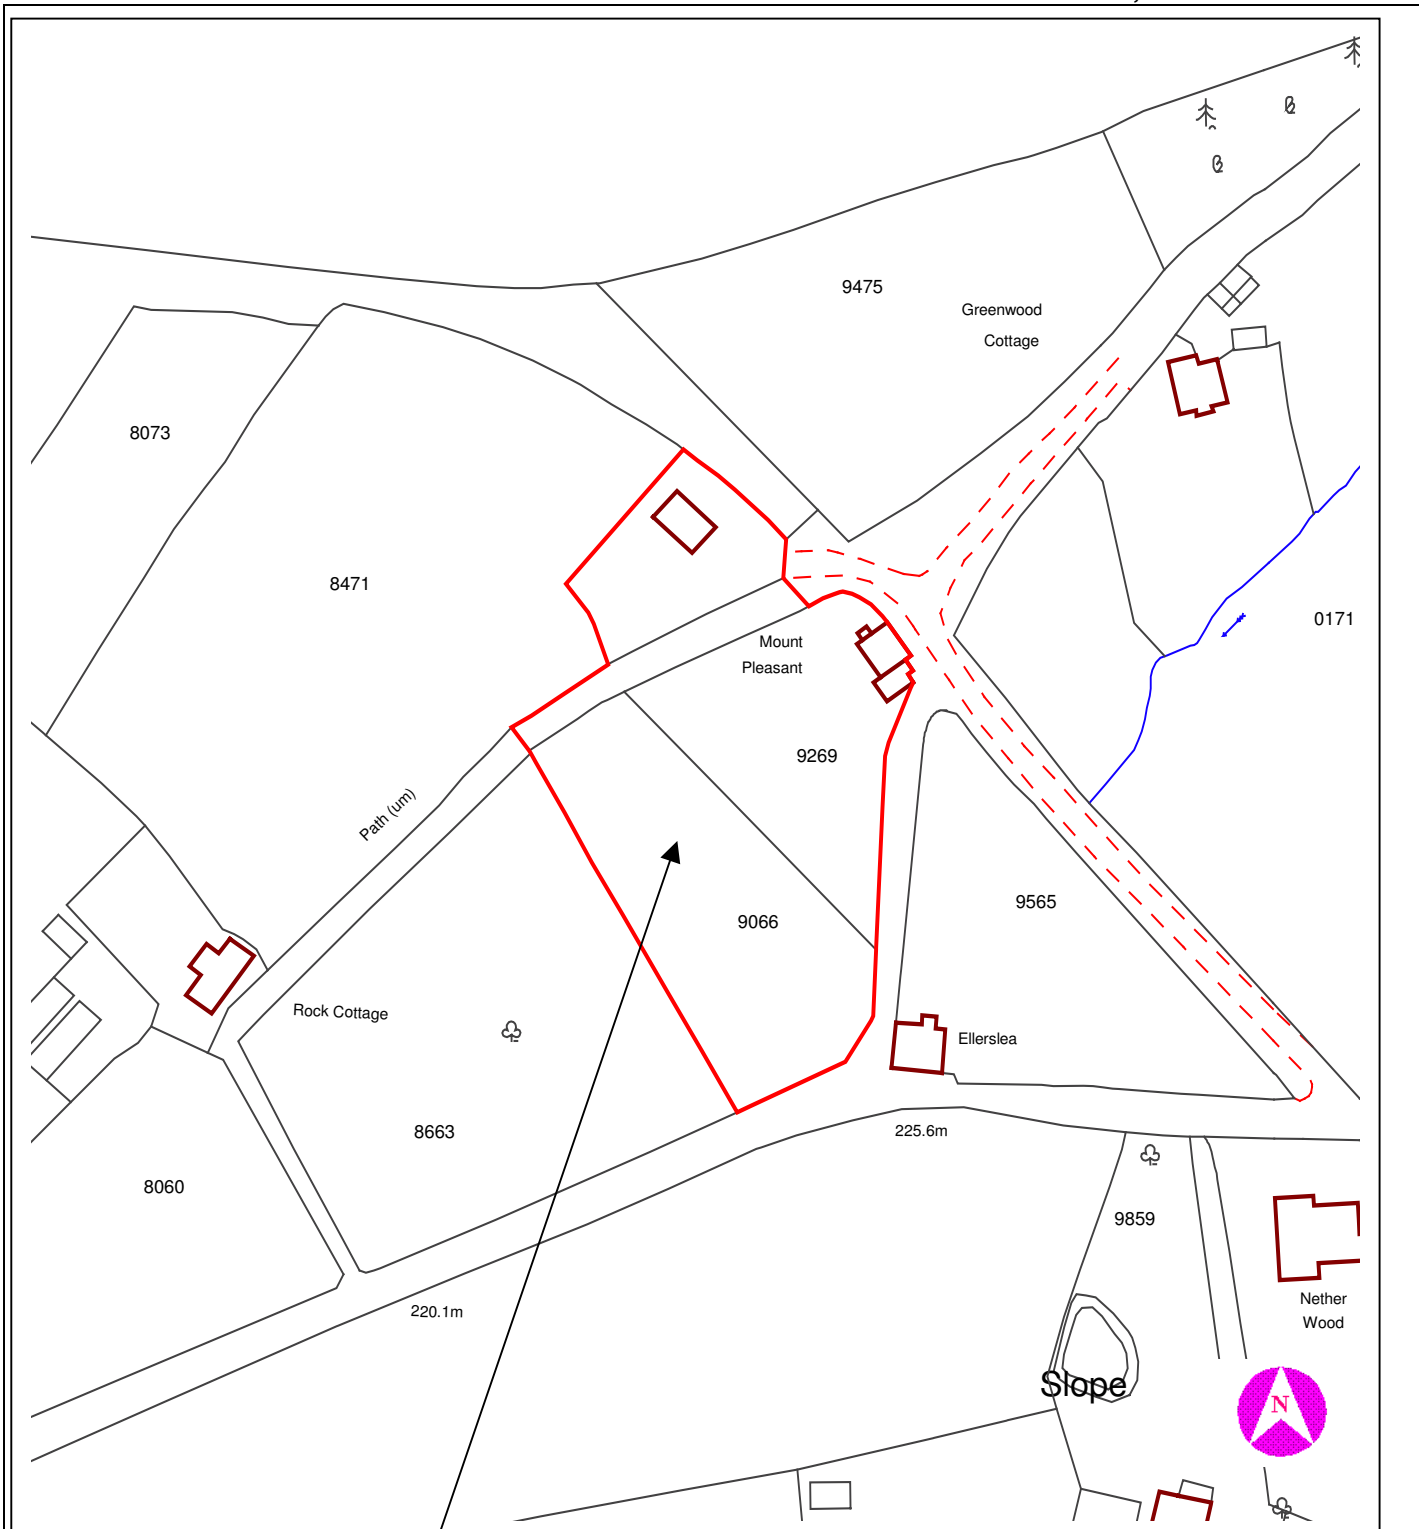 9475
Greenwood
Cottage
8073
8471
0171
Mount
Pleasant
9269
Path (um)
9565
9066
Rock Cottage
Ellerslea
8663
225.6m
8060
9859
220.1m
Nether
Wood
Slope
N